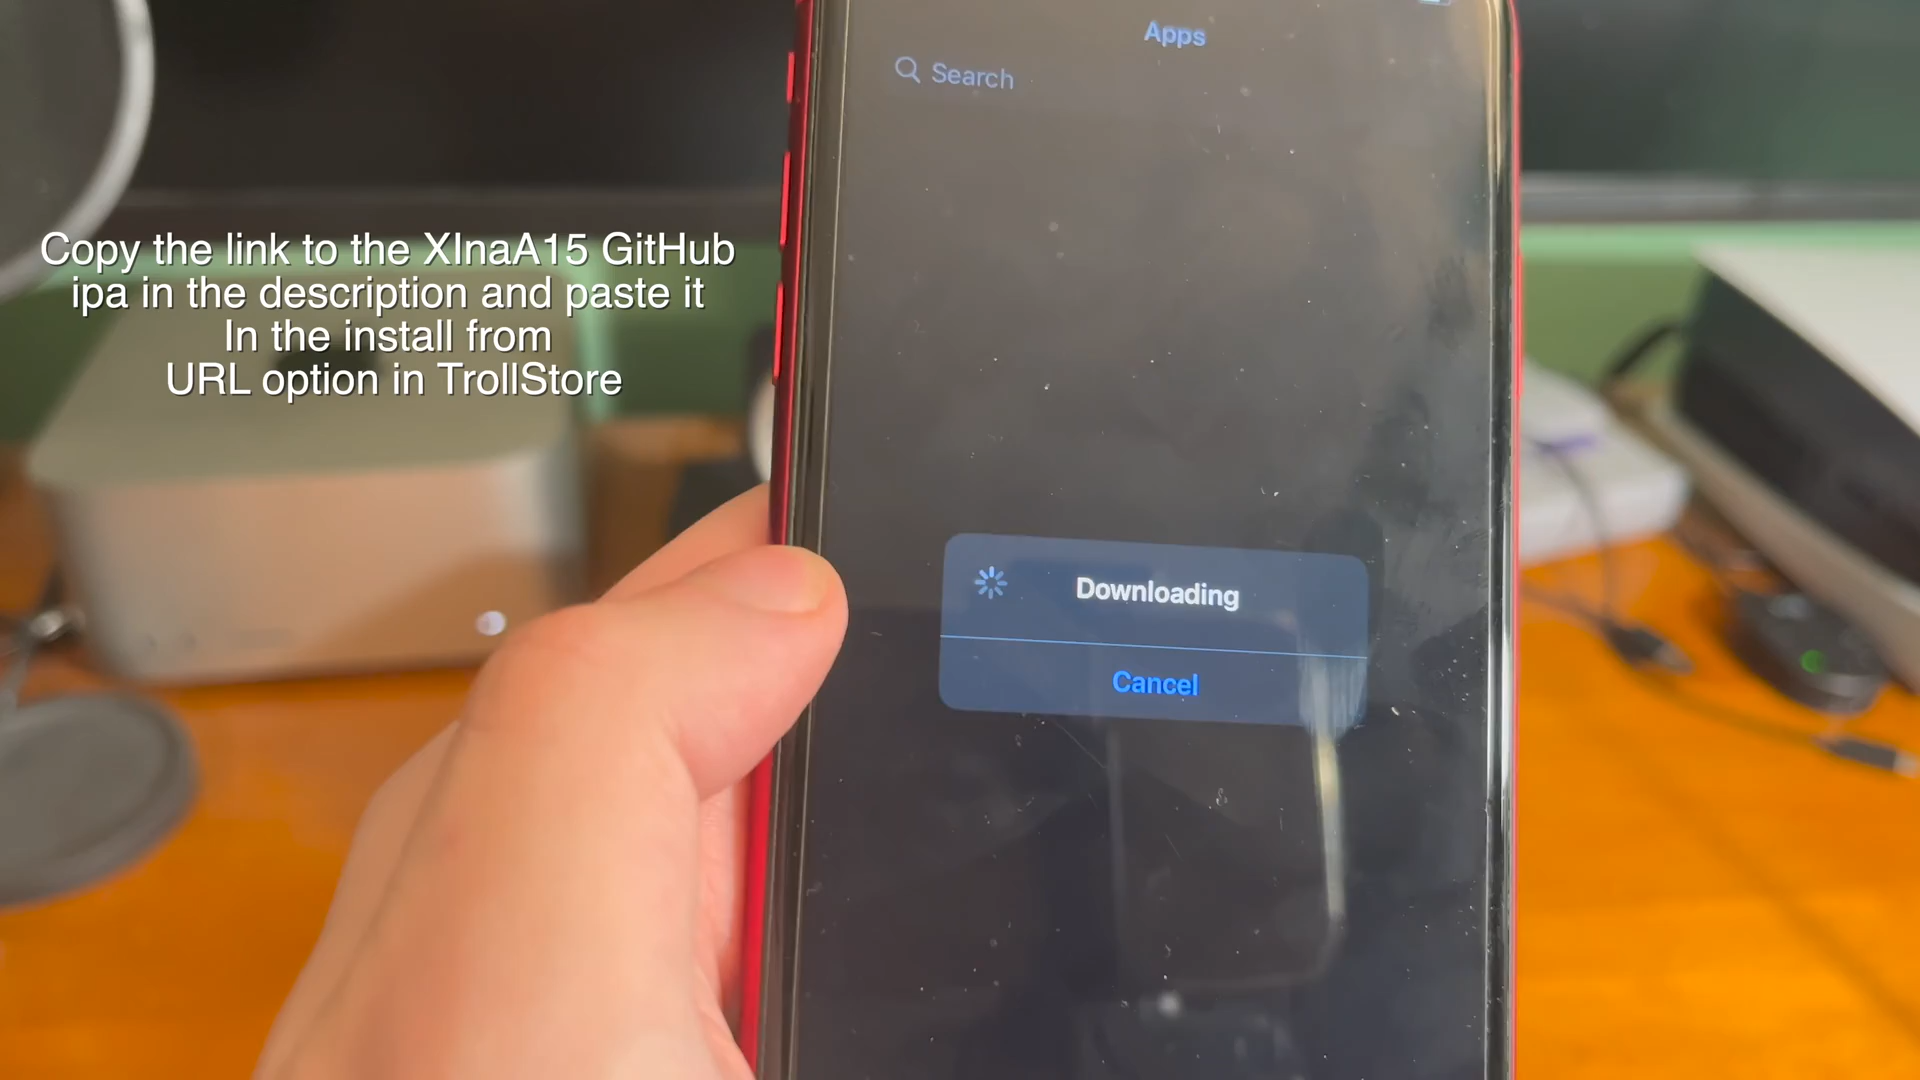 Apps
Search
Copy the link to the XInaA15 GitHub
ipa in the description and paste it
In the install from
URL option in TrollStore
Downloading
Cancel